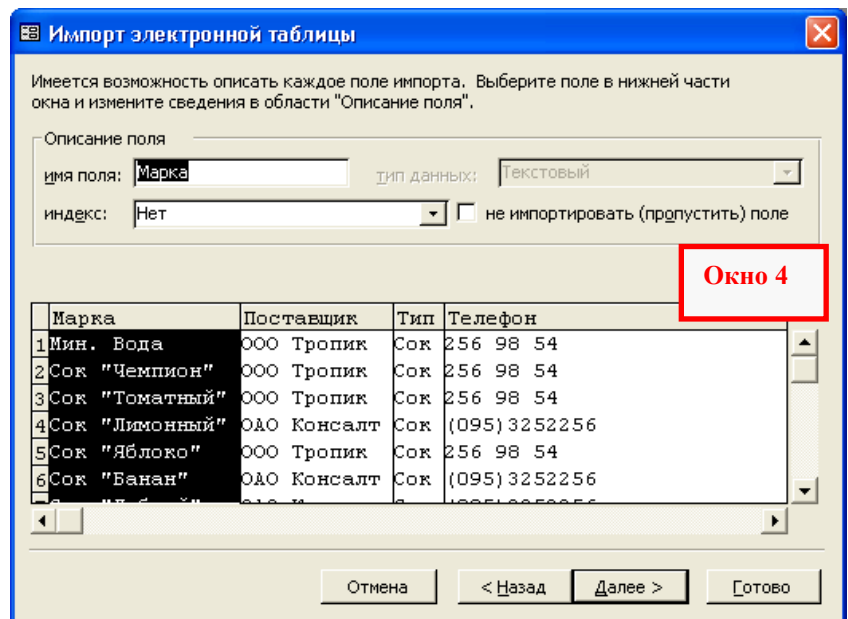 Импорт электронной таблицы
Имеется возможность описать каждое поле импорта. Выберите поле в нижней части
окна и измените сведения в области "Описание поля".
Описание поля
имя поля: Марка тип данных: Текстовый
индекс: Нет не импортировать (пропустить) поле
Окно 4
Марка Поставщик Тип Телефон
1 Мин. Вода ООО Тропик Сок 256 98 54
2 Сок "Чемпион" ООО Тропик Сок 256 98 54
3 Сок "Томатный" ООО Тропик Сок 256 98 54
4 Сок "Лимонный" ОАО Консалт Сок (095)3252256
5 Сок "Яблоко" ООО Тропик Сок 256 98 54
6 Сок "Банан" ОАО Консалт Сок (095)3252256
Отмена < Назад Далее > Готово